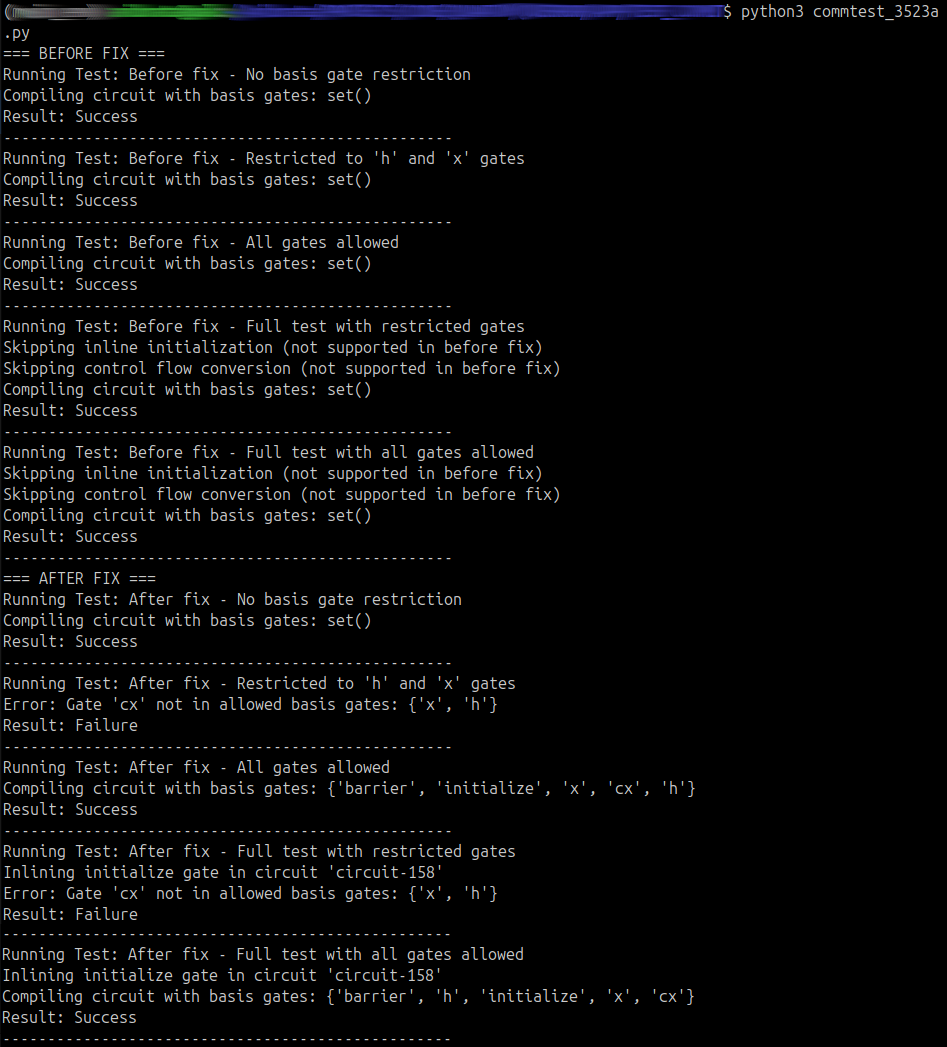 $ python3 commtest_3523a
.py
=== BEFORE FIX ===
Running Test: Before fix - No basis gate restriction
Compiling circuit with basis gates: set()
Result: Success
--------------------------------------------------
Running Test: Before fix - Restricted to 'h' and 'x' gates
Compiling circuit with basis gates: set()
Result: Success
--------------------------------------------------
Running Test: Before fix - All gates allowed
Compiling circuit with basis gates: set()
Result: Success
--------------------------------------------------
Running Test: Before fix - Full test with restricted gates
Skipping inline initialization (not supported in before fix)
Skipping control flow conversion (not supported in before fix)
Compiling circuit with basis gates: set()
Result: Success
--------------------------------------------------
Running Test: Before fix - Full test with all gates allowed
Skipping inline initialization (not supported in before fix)
Skipping control flow conversion (not supported in before fix)
Compiling circuit with basis gates: set()
Result: Success
--------------------------------------------------
=== AFTER FIX ===
Running Test: After fix - No basis gate restriction
Compiling circuit with basis gates: set()
Result: Success
--------------------------------------------------
Running Test: After fix - Restricted to 'h' and 'x' gates
Error: Gate 'cx' not in allowed basis gates: {'x', 'h'}
Result: Failure
--------------------------------------------------
Running Test: After fix - All gates allowed
Compiling circuit with basis gates: {'barrier', 'initialize', 'x', 'cx', 'h'}
Result: Success
--------------------------------------------------
Running Test: After fix - Full test with restricted gates
Inlining initialize gate in circuit 'circuit-158'
Error: Gate 'cx' not in allowed basis gates: {'x', 'h'}
Result: Failure
--------------------------------------------------
Running Test: After fix - Full test with all gates allowed
Inlining initialize gate in circuit 'circuit-158'
Compiling circuit with basis gates: {'barrier', 'h', 'initialize', 'x', 'cx'}
Result: Success
--------------------------------------------------